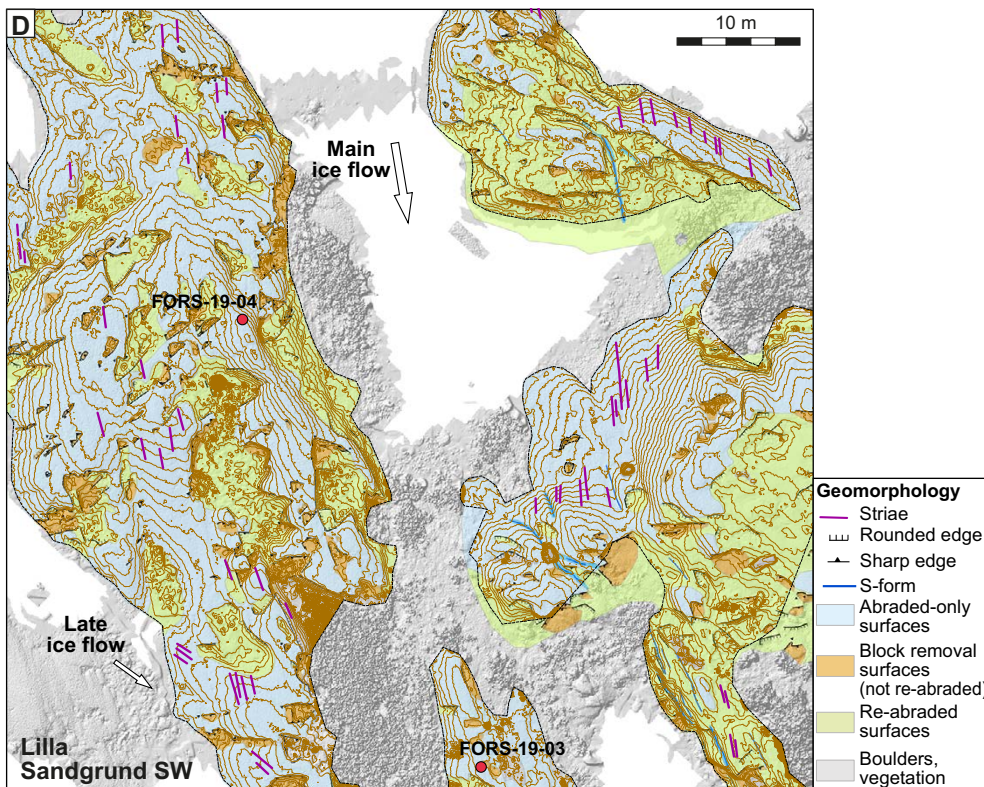 D
10 m
Main
ice flow
FORS-19-04
Late
ice flow
Lilla
Sandgrund SW
FORS-19-03
Geomorphology
Striae
Rounded edge
Sharp edge
S-form
Abraded-only
surfaces
Block removal
surfaces
(not re-abraded)
Re-abraded
surfaces
Boulders,
vegetation